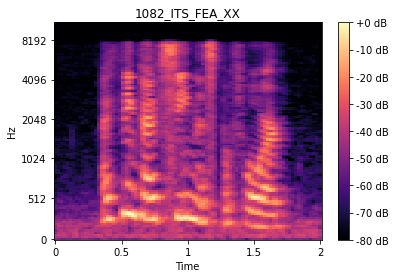 1082_ITS_FEA_XX
+0 dB
8192
-10 dB
4096
-20 dB
-30 dB
2048
Hz
-40 dB
1024
-50 dB
512
-60 dB
-70 dB
0
-80 dB
0 0.5 1 1.5 2
Time